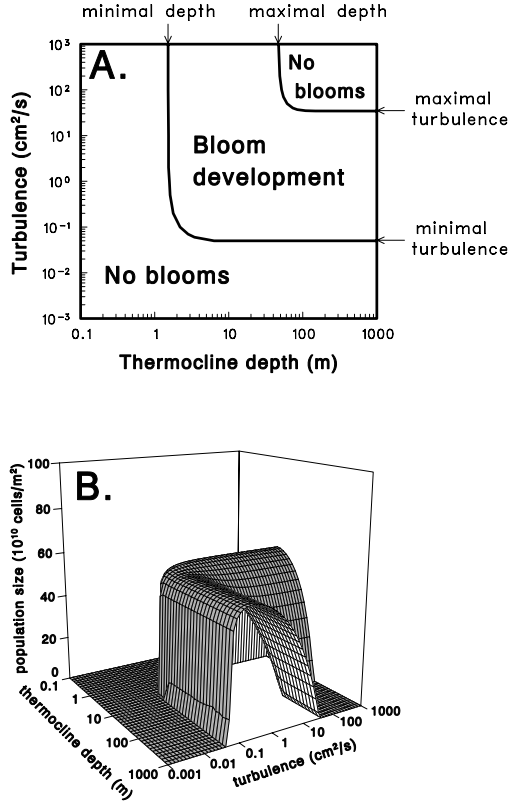 minimal depth maximal depth
A.
No
blooms
Bloom
development
No blooms
maximal
turbulence
minimal
turbulence
Turbulence (cm²/s)
10³
10²
10¹
10⁰
10⁻¹
10⁻²
10⁻³
0.1 1 10 100 1000
Thermocline depth (m)
B.
population size (10¹⁰ cells/m²)
100
80
60
40
20
0
0.1
1
10
100
1000
thermocline depth (m)
0.001
0.01
0.1
1
10
100
1000
turbulence (cm²/s)